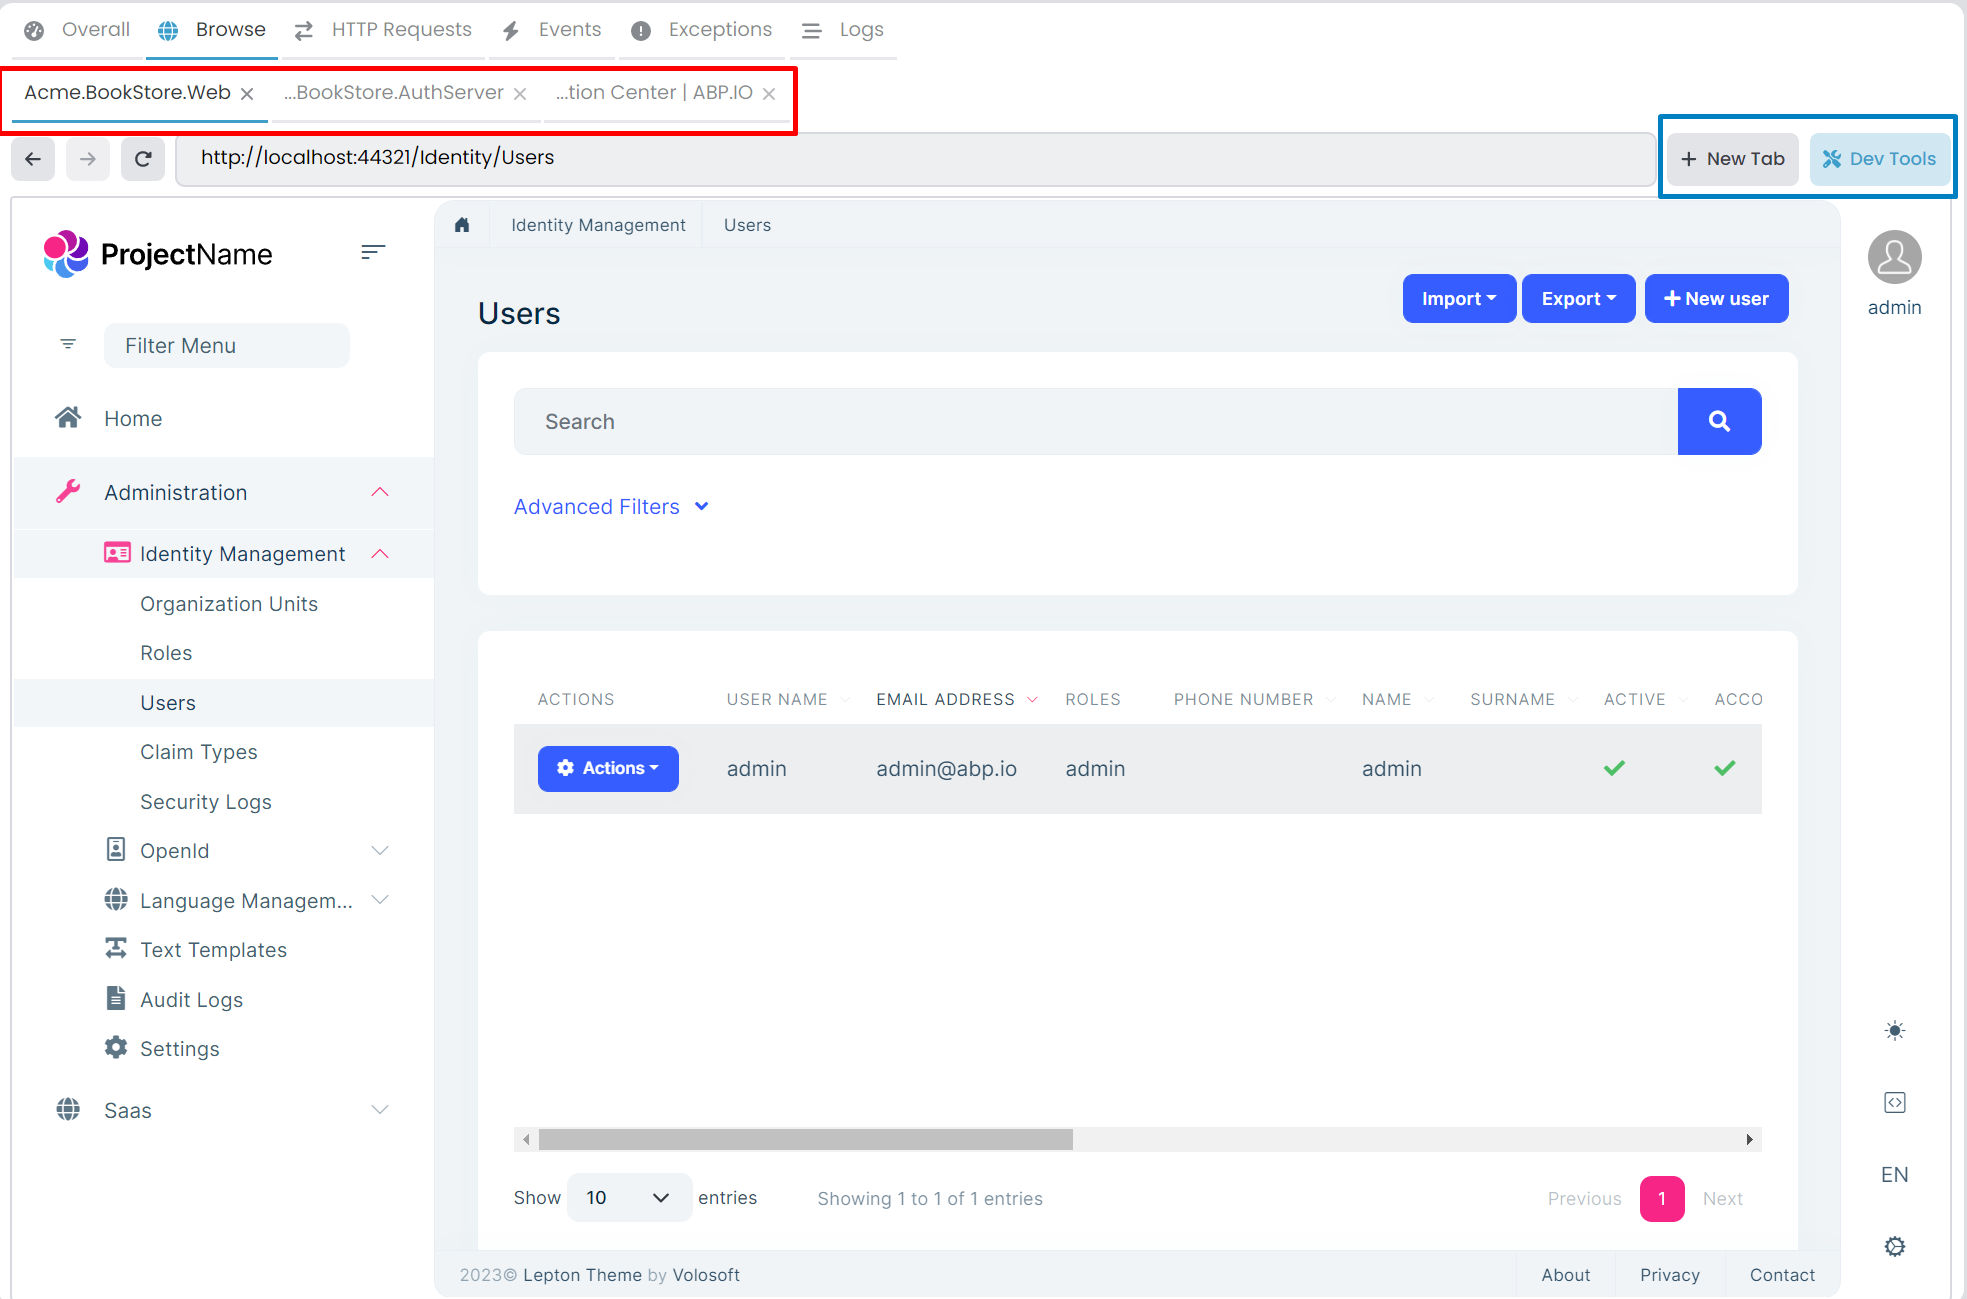 Overall Browse HTTP Requests Events Exceptions Logs
Acme.BookStore.Web ...BookStore.AuthServer ...tion Center | ABP.IO
http://localhost:44321/Identity/Users + New Tab Dev Tools
ProjectName
Filter Menu
Home
Administration
Identity Management
Organization Units
Roles
Users
Claim Types
Security Logs
OpenId
Language Managem...
Text Templates
Audit Logs
Settings
Saas
Identity Management Users
Users
Import Export + New user
Search
Advanced Filters
ACTIONS USER NAME EMAIL ADDRESS ROLES PHONE NUMBER NAME SURNAME ACTIVE ACCO
Actions admin admin@abp.io admin admin
Show 10 entries Showing 1 to 1 of 1 entries Previous 1 Next
2023© Lepton Theme by Volosoft About Privacy Contact
admin
EN